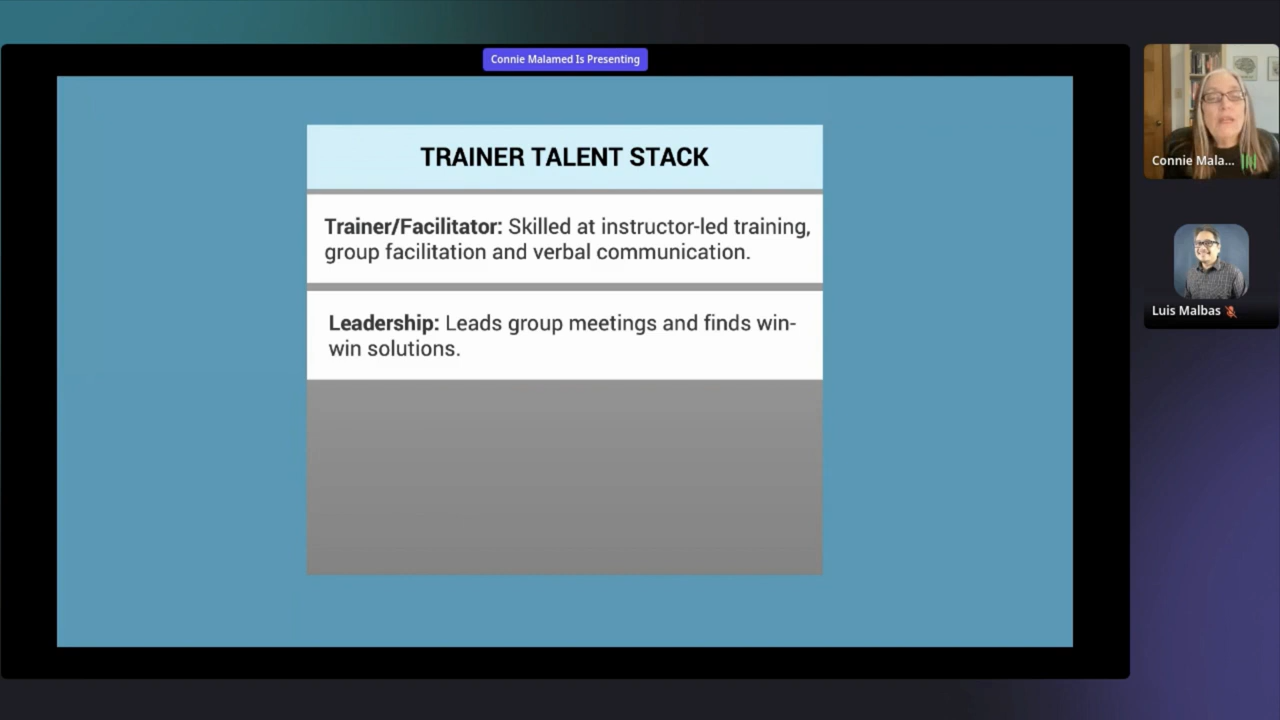 Connie Malamed Is Presenting
TRAINER TALENT STACK
Trainer/Facilitator: Skilled at instructor-led training,
group facilitation and verbal communication.
Leadership: Leads group meetings and finds win-
win solutions.
Connie Mala...
Luis Malbas